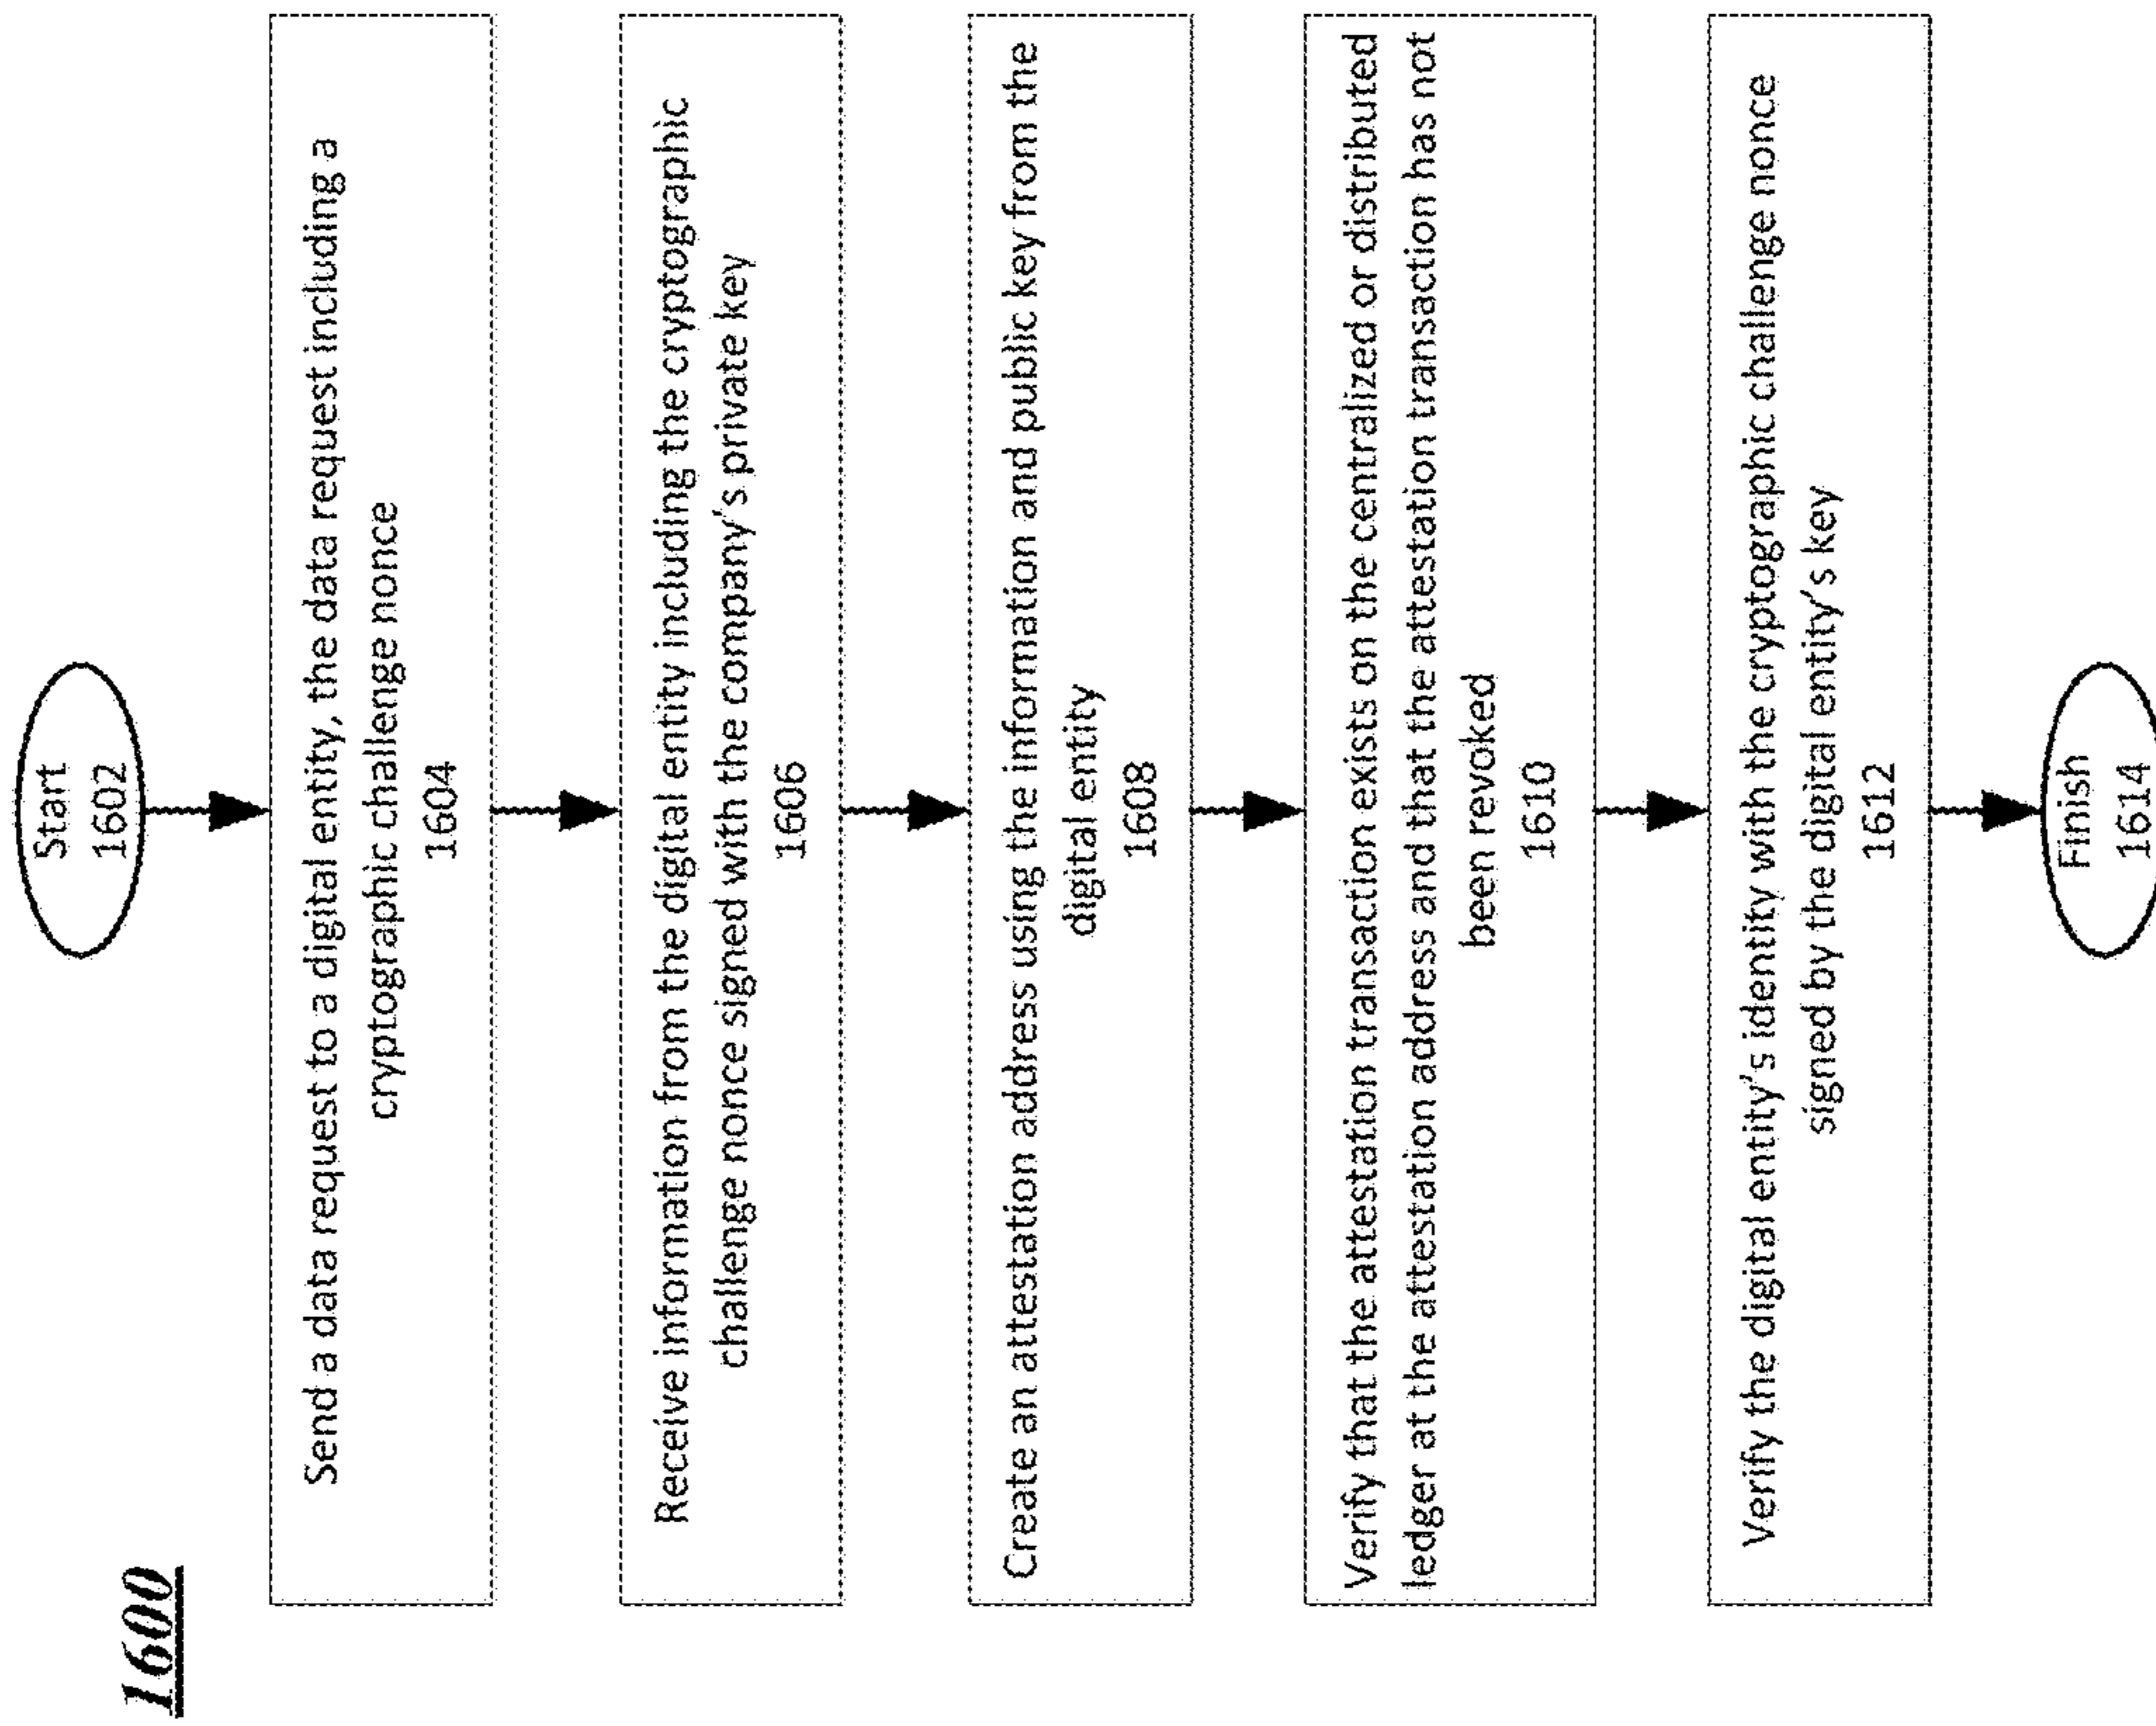 1600
Start
1602
Send a data request to a digital entity, the data request including a
cryptographic challenge nonce
1604
Receive information from the digital entity including the cryptographic
challenge nonce signed with the company's private key
1606
Create an attestation address using the information and public key from the
digital entity
1608
Verify that the attestation transaction exists on the centralized or distributed
ledger at the attestation address and that the attestation transaction has not
been revoked
1610
Verify the digital entity's identity with the cryptographic challenge nonce
signed by the digital entity's key
1612
Finish
1614